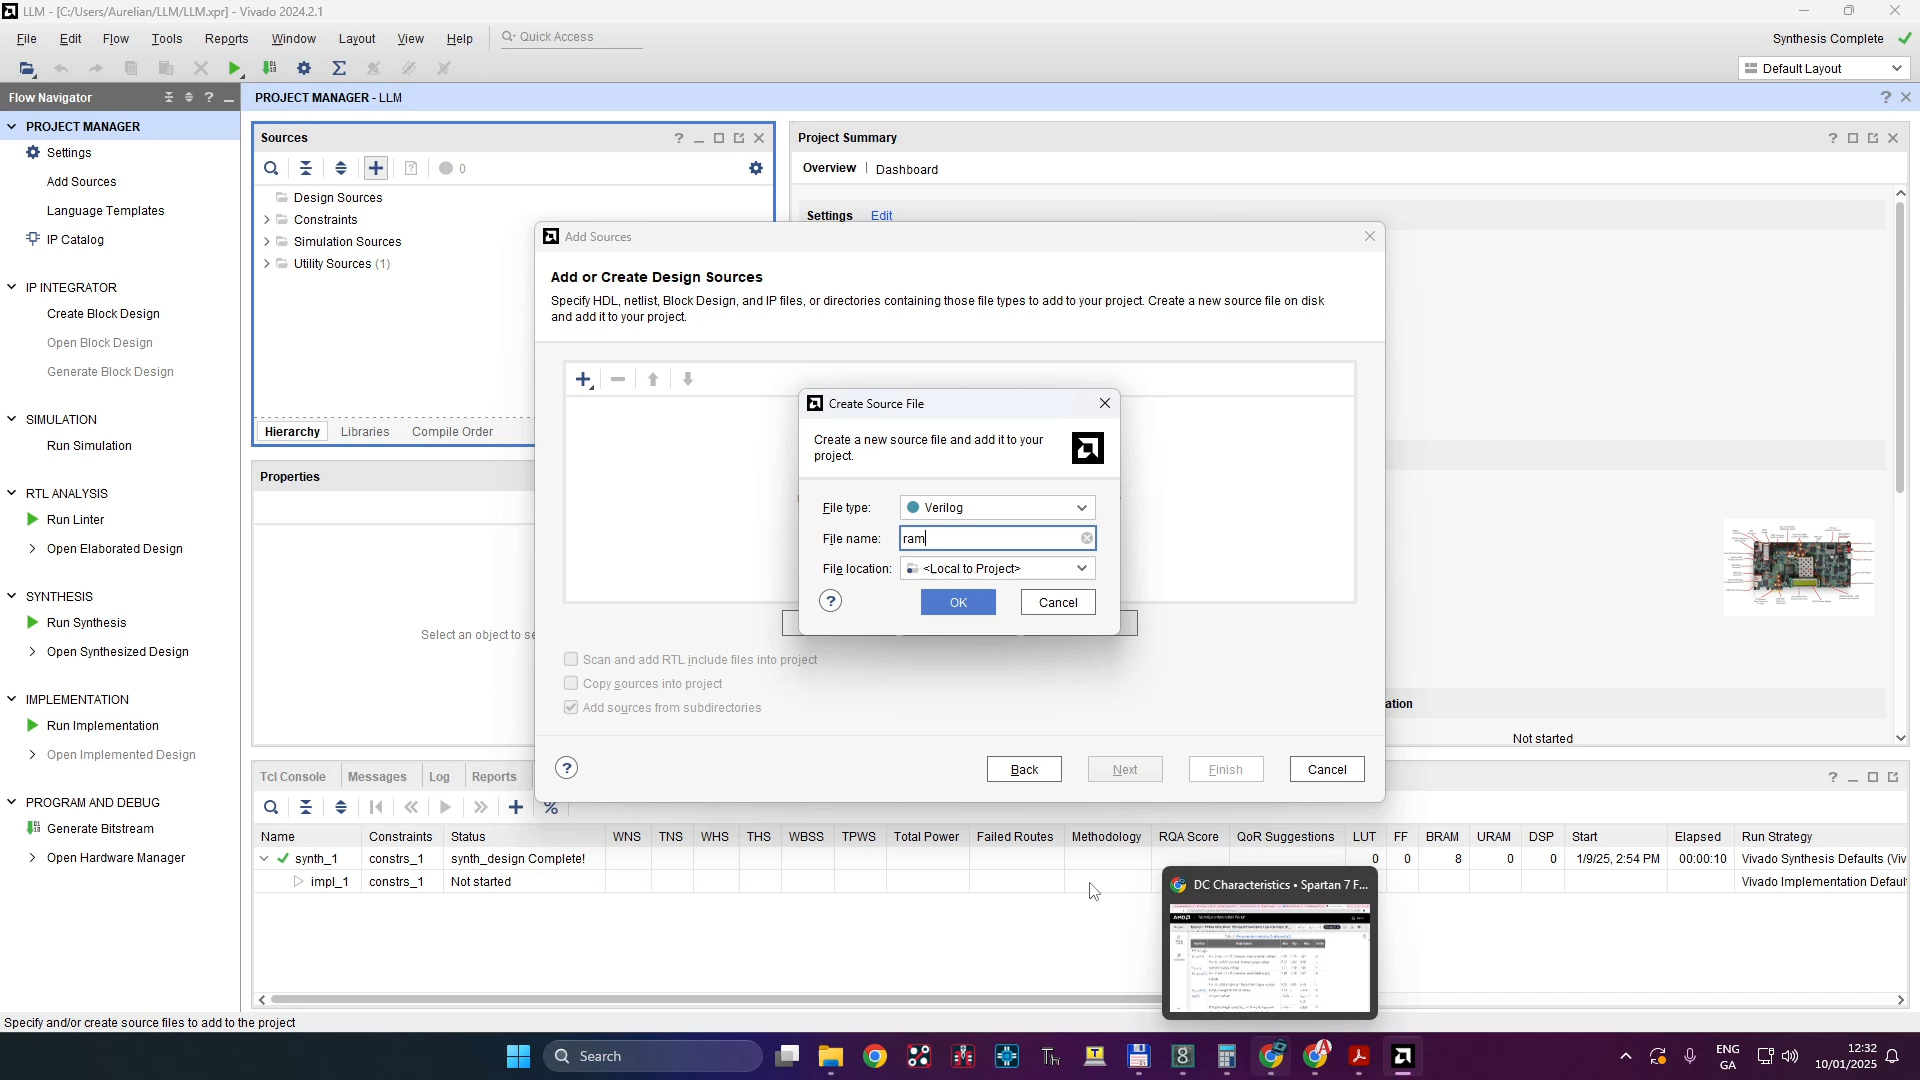 LLM - [C:/Users/Aurelian/LLM/LLM.xpr] - Vivado 2024.2.1
File Edit Flow Tools Reports Window Layout View Help Quick Access
Synthesis Complete
Default Layout
Flow Navigator
PROJECT MANAGER
Settings
Add Sources
Language Templates
IP Catalog
IP INTEGRATOR
Create Block Design
Open Block Design
Generate Block Design
SIMULATION
Run Simulation
RTL ANALYSIS
Run Linter
Open Elaborated Design
SYNTHESIS
Run Synthesis
Open Synthesized Design
IMPLEMENTATION
Run Implementation
Open Implemented Design
PROGRAM AND DEBUG
Generate Bitstream
Open Hardware Manager
PROJECT MANAGER - LLM
Sources
0
Design Sources
Constraints
Simulation Sources
Utility Sources (1)
Hierarchy Libraries Compile Order
Properties
Select an object to se
Project Summary
Overview Dashboard
Settings Edit
ation
Not started
Add Sources
Add or Create Design Sources
Specify HDL, netlist, Block Design, and IP files, or directories containing those file types to add to your project. Create a new source file on disk
and add it to your project.
Create Source File
Create a new source file and add it to your
project.
File type: Verilog
File name: ram
File location: <Local to Project>
? OK Cancel
Scan and add RTL include files into project
Copy sources into project
Add sources from subdirectories
? Back Next Finish Cancel
Tcl Console Messages Log Reports
Name Constraints Status WNS TNS WHS THS WBSS TPWS Total Power Failed Routes Methodology RQA Score QoR Suggestions LUT FF BRAM URAM DSP Start Elapsed Run Strategy
synth_1 constrs_1 synth_design Complete! 0 0 8 0 0 1/9/25, 2:54 PM 00:00:10 Vivado Synthesis Defaults (Viv
impl_1 constrs_1 Not started Vivado Implementation Default
DC Characteristics • Spartan 7 F...
Specify and/or create source files to add to the project
Search
ENG
GA
12:32
10/01/2025